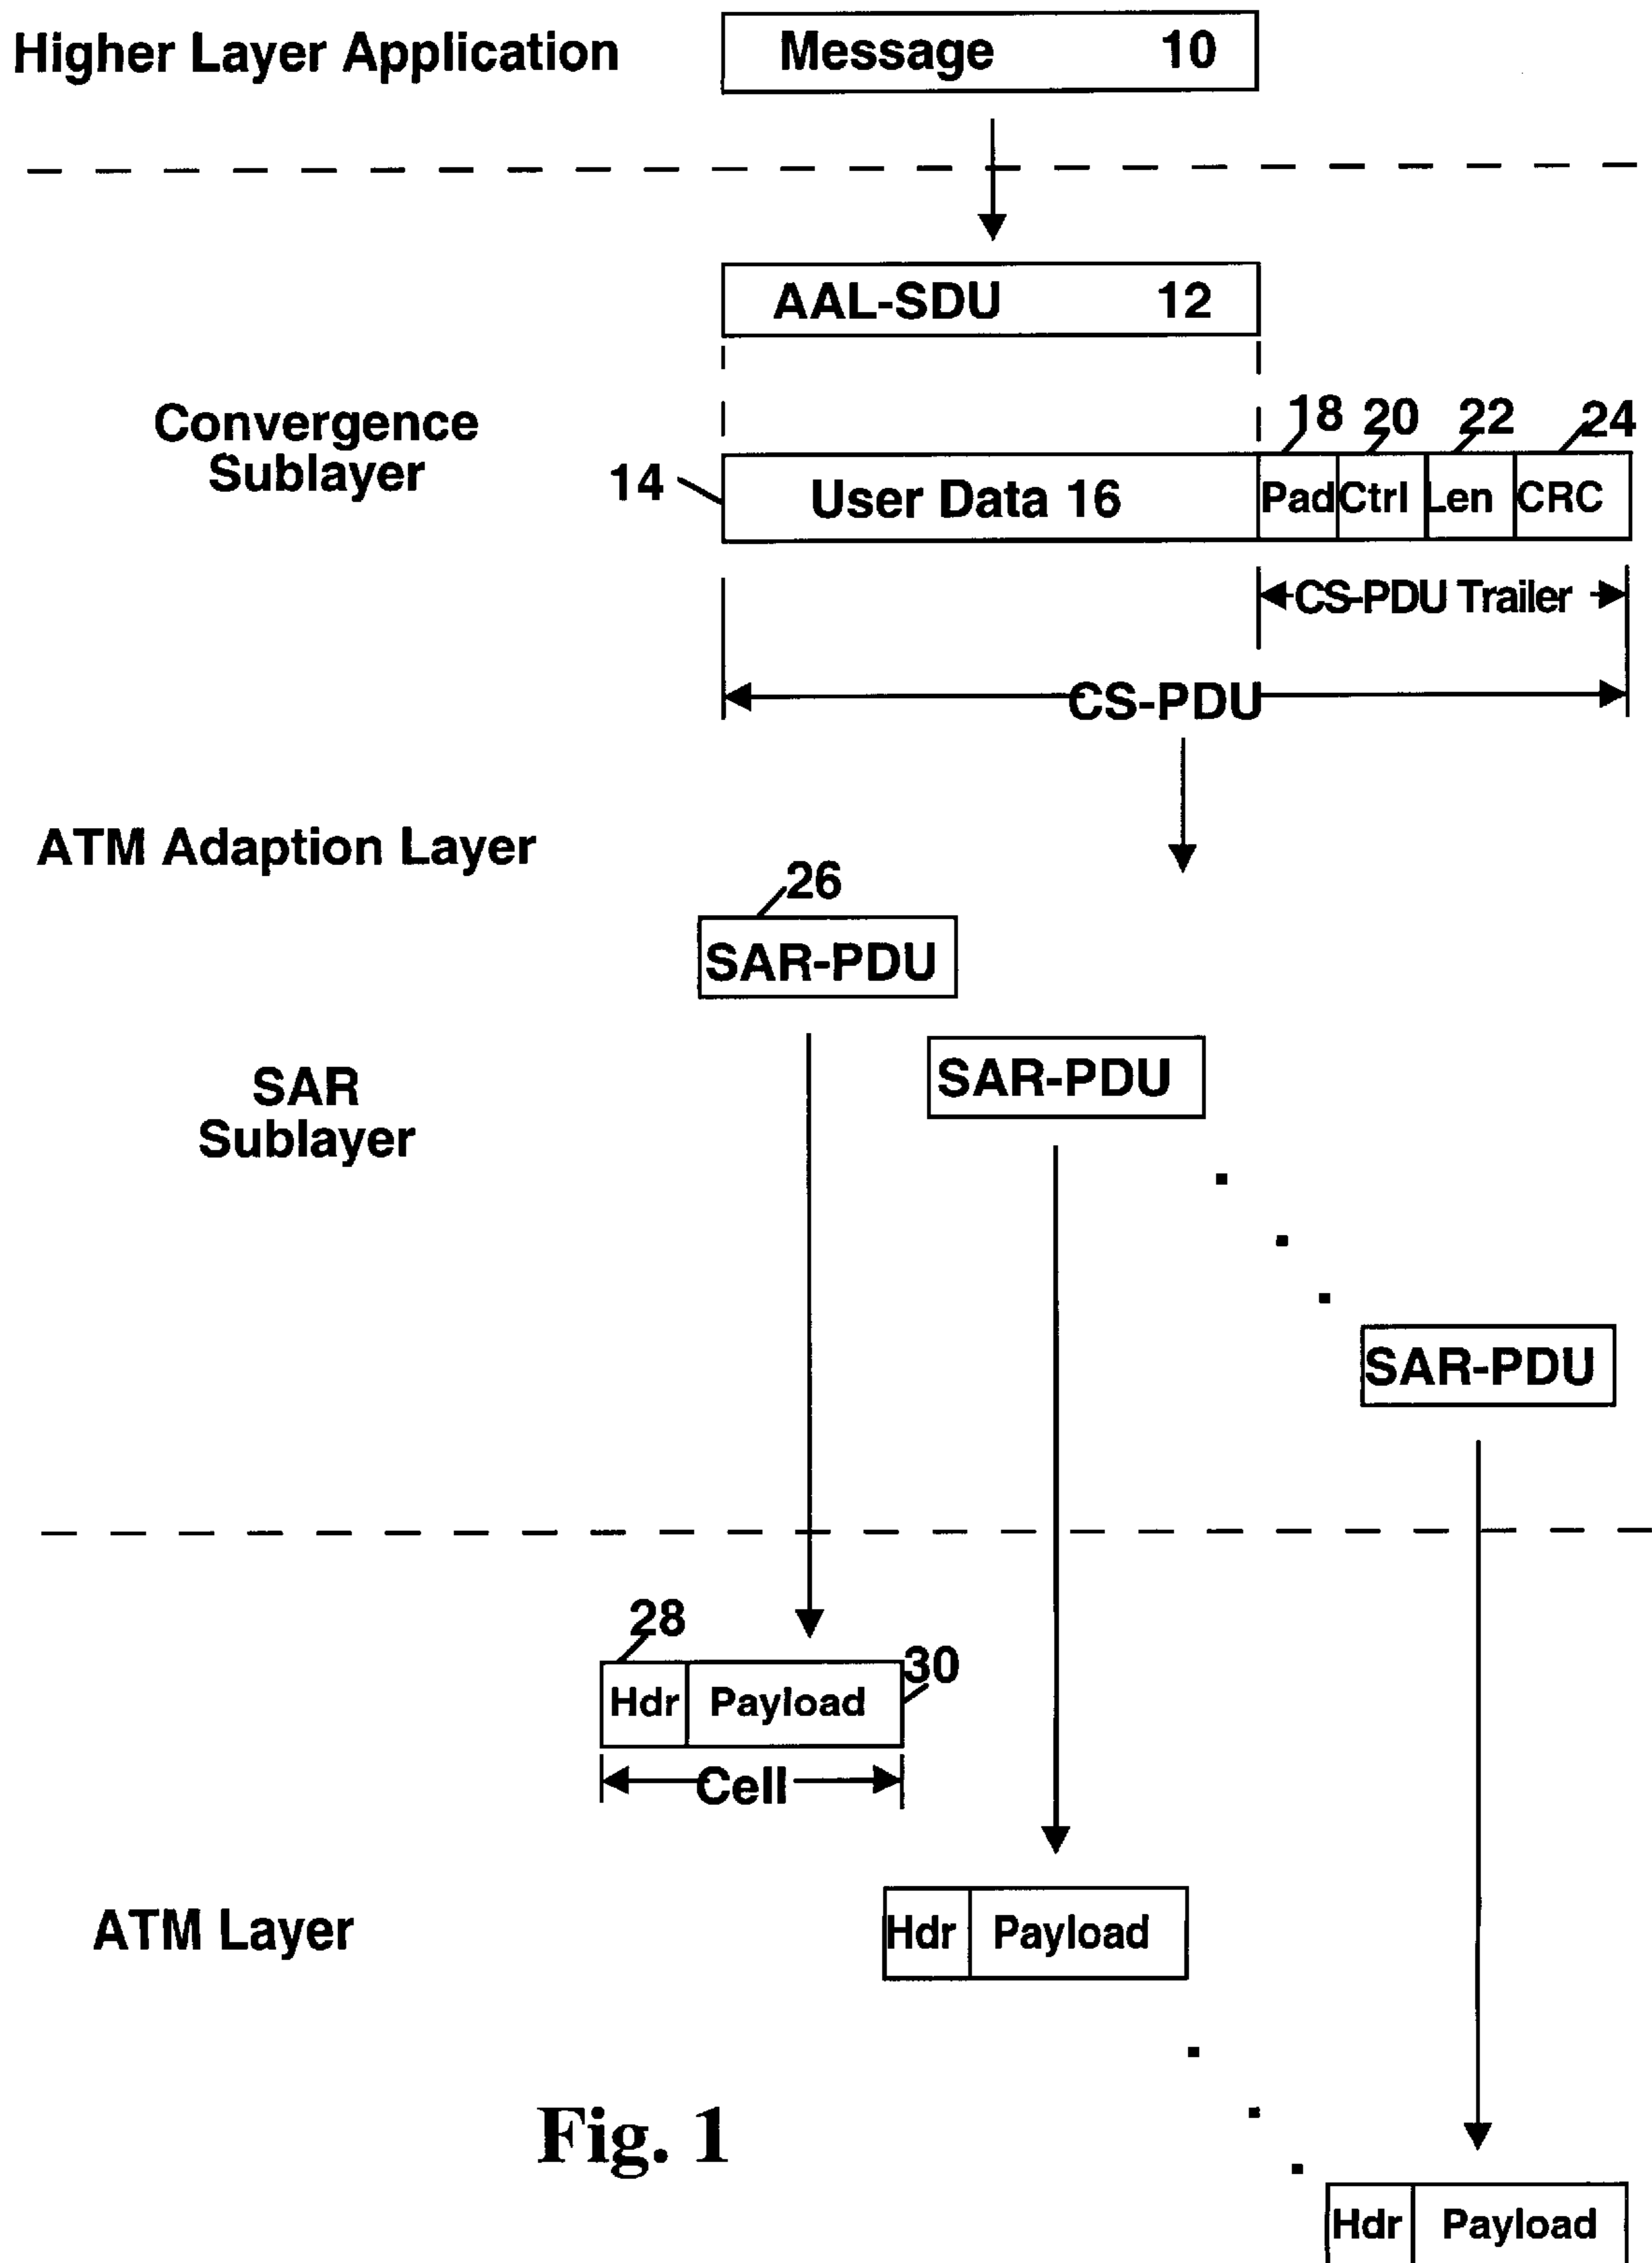 Higher Layer Application
Message 10
AAL-SDU 12
Convergence
Sublayer
18 20 22 24
14
User Data 16 Pad Ctrl Len CRC
CS-PDU Trailer
CS-PDU
ATM Adaption Layer
26
SAR-PDU
SAR-PDU
SAR
Sublayer
SAR-PDU
28
30
Hdr Payload
Cell
ATM Layer
Hdr Payload
Fig. 1
Hdr Payload